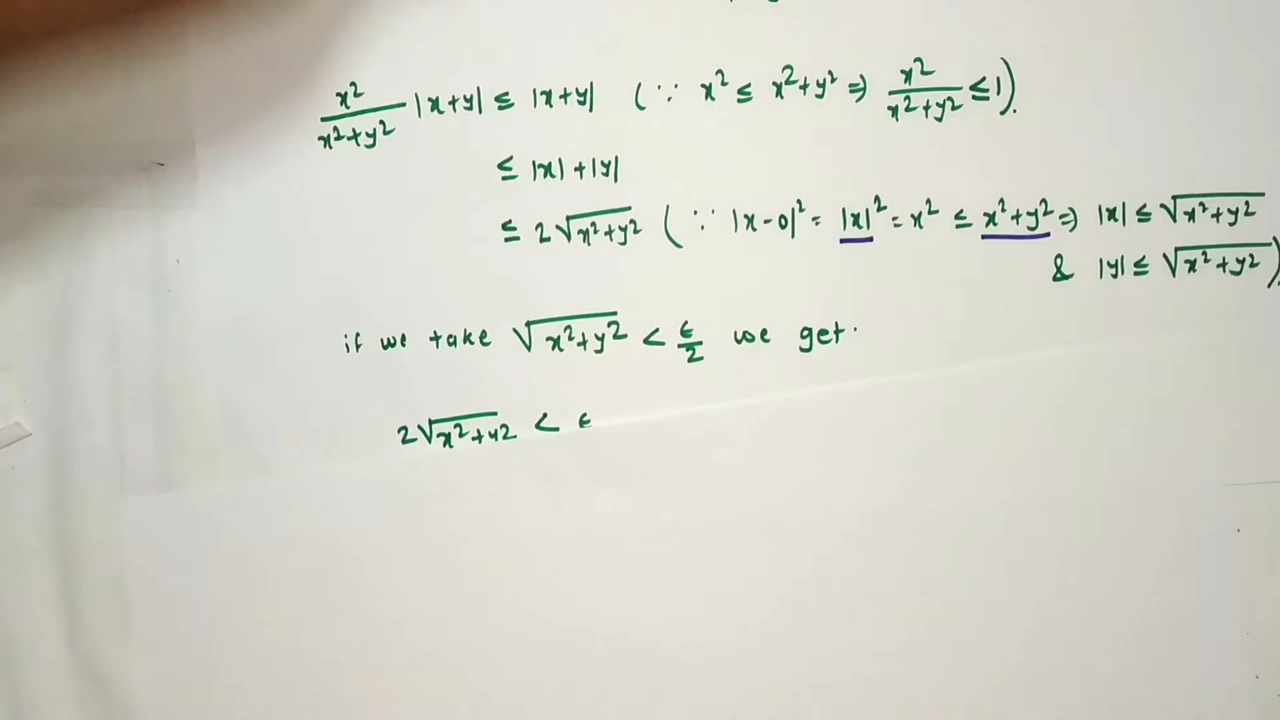 x²/(x²+y²) |x+y| ≤ |x+y| (∵ x² ≤ x²+y² ⇒ x²/(x²+y²) ≤ 1).
≤ |x| + |y|
≤ 2√(x²+y²) (∵ |x-0|² = |x|² = x² ≤ x²+y² ⇒ |x| ≤ √(x²+y²)
& |y| ≤ √(x²+y²)).
if we take √(x²+y²) < ε/2 we get.
2√(x²+y²) < ε